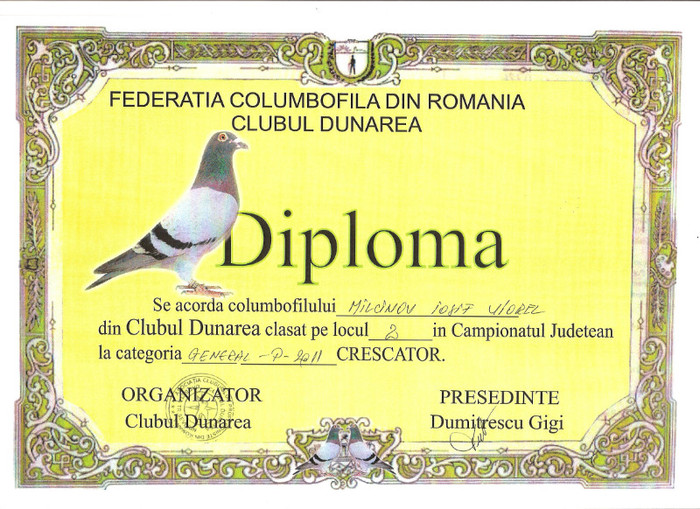 FEDERATIA COLUMBOFILA DIN ROMANIA
CLUBUL DUNAREA
Diploma
Se acorda columbofilului MILCINOV IOSIF VIOREL
din Clubul Dunarea clasat pe locul 2 in Campionatul Judetean
la categoria GENERAL - P - 2011 CRESCATOR.
ORGANIZATOR
Clubul Dunarea
PRESEDINTE
Dumitrescu Gigi